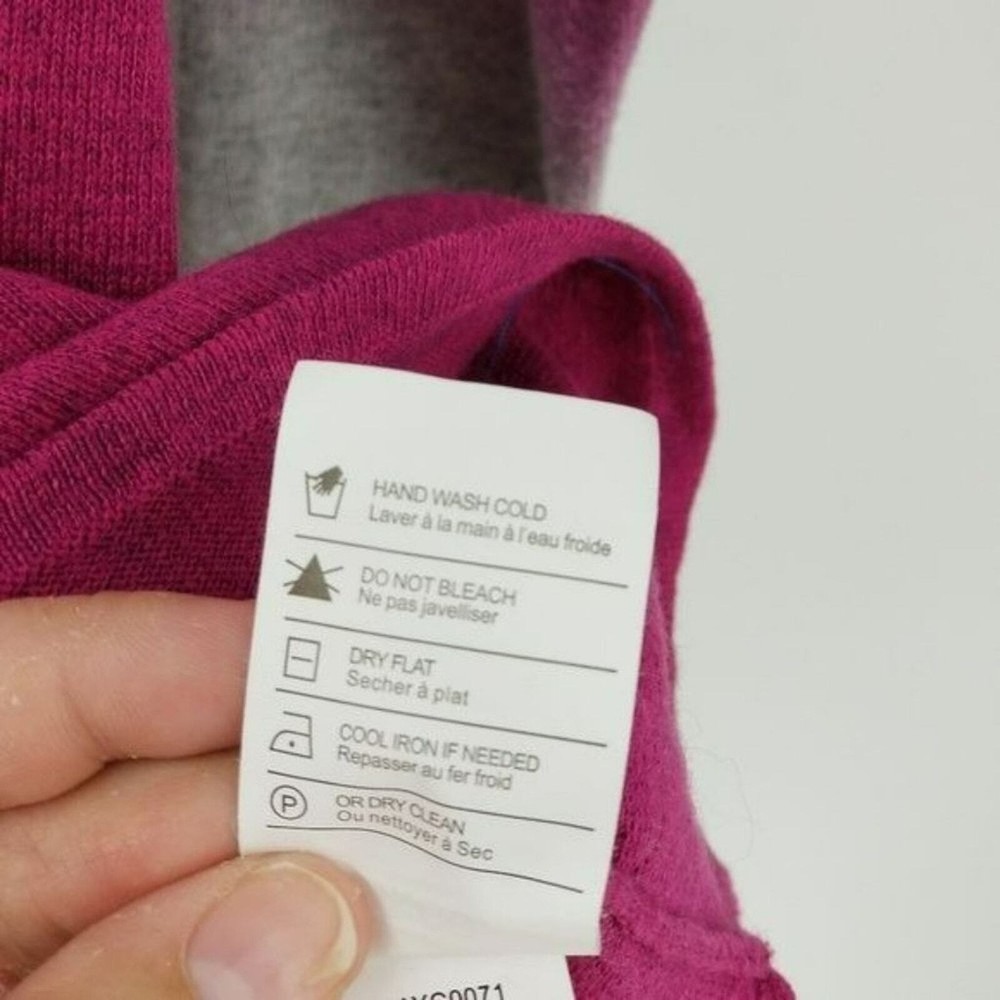 HAND WASH COLD
Laver à la main à l'eau froide
DO NOT BLEACH
Ne pas javelliser
DRY FLAT
Secher à plat
COOL IRON IF NEEDED
Repasser au fer froid
P
OR DRY CLEAN
Ou nettoyer à Sec